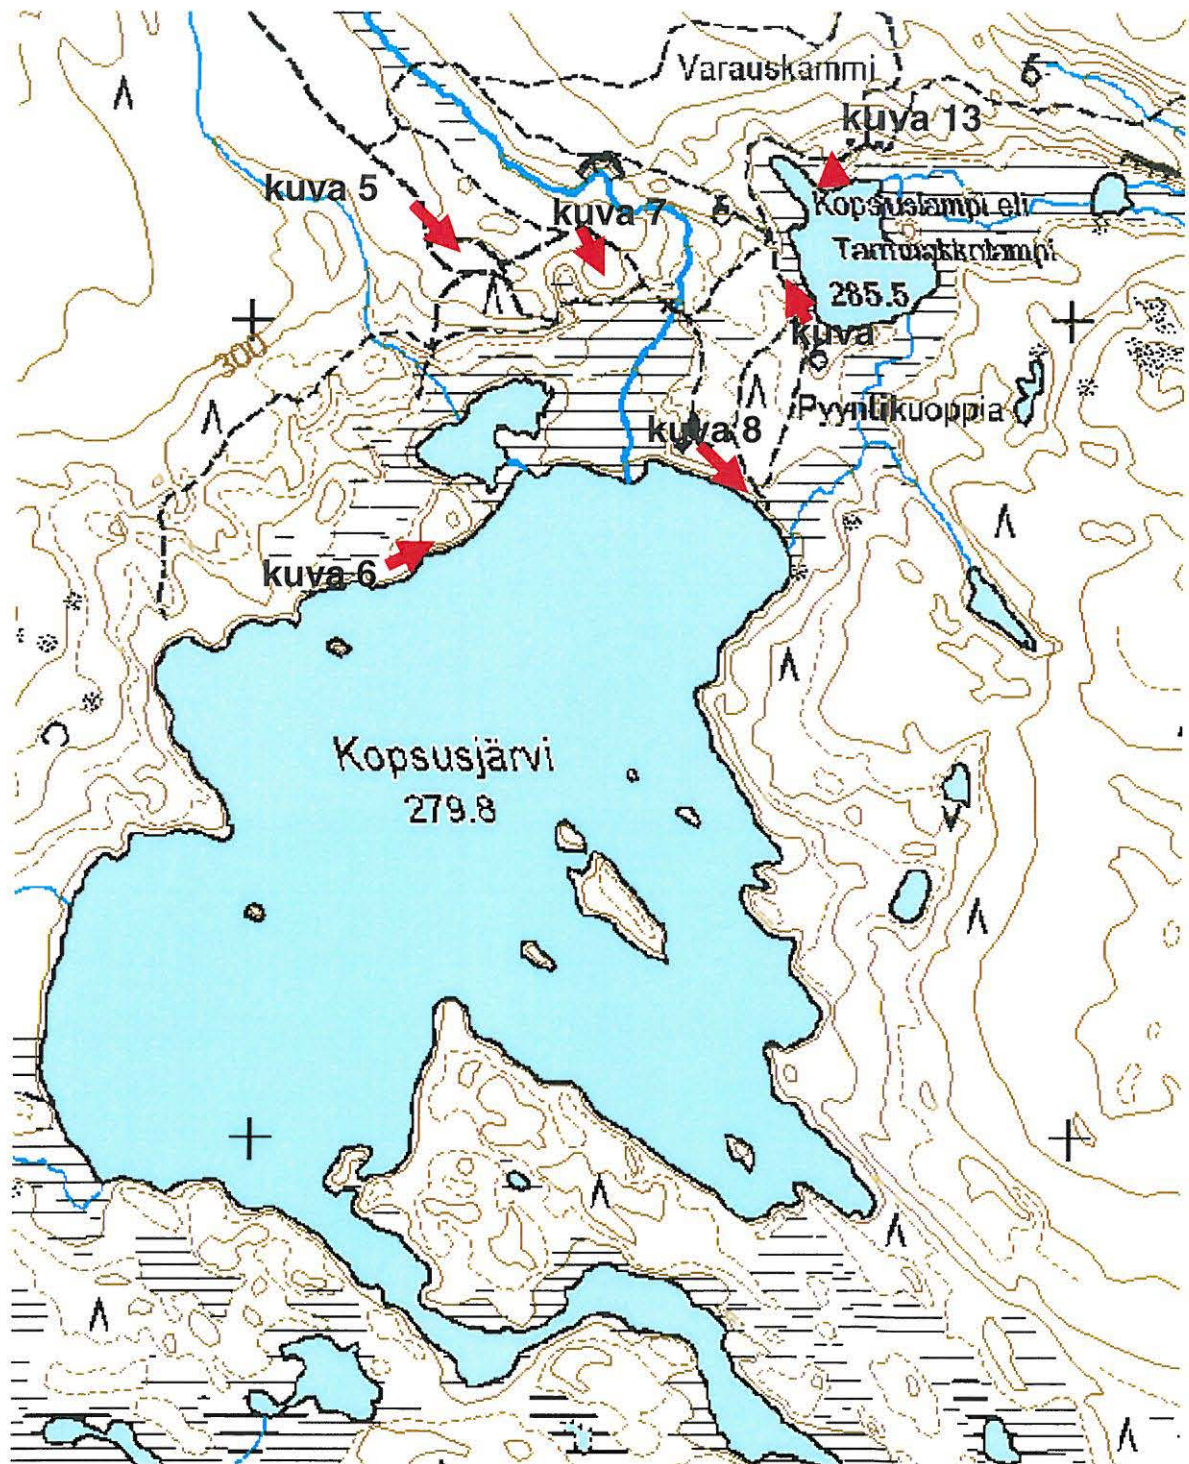 Varauskammi
kuva 13
kuva 5
kuva 7
Kopsuslampi eli
285.5
kuva
300
Pyyntikuoppia
kuva 8
kuva 6
Kopsusjärvi
279.8